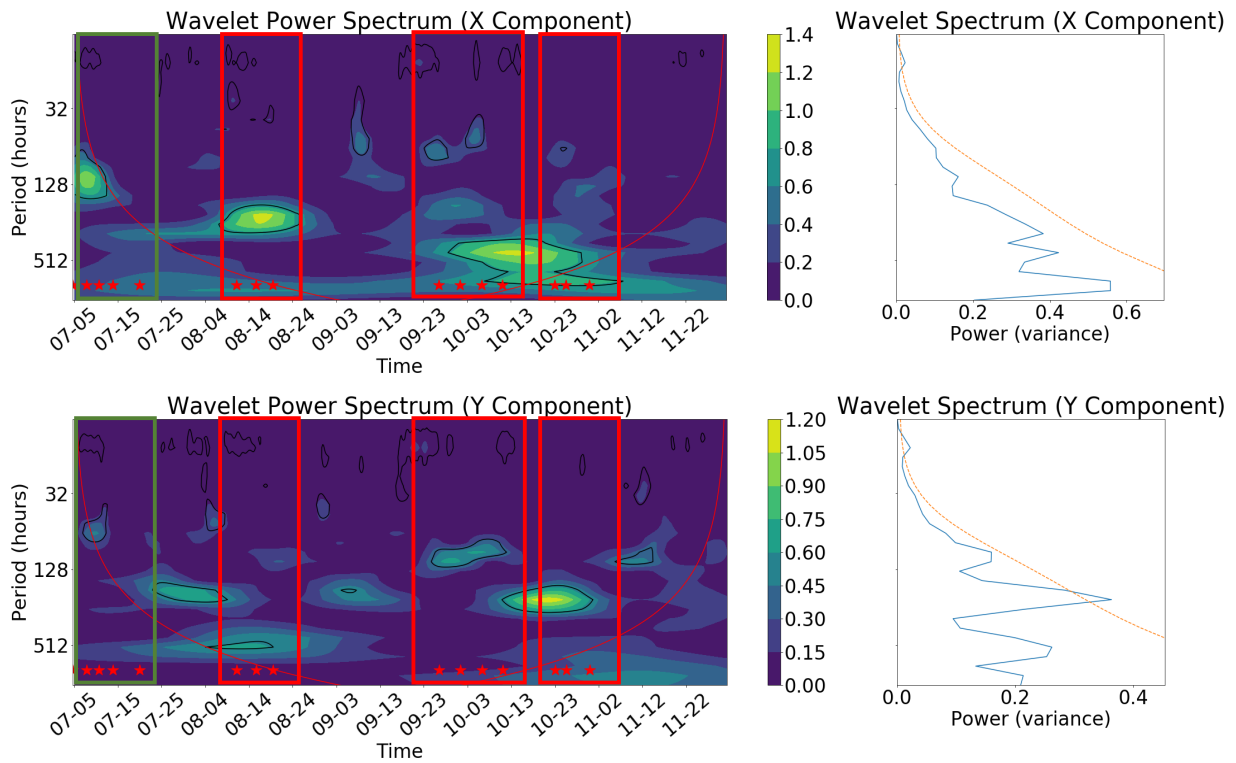 Wavelet Power Spectrum (X Component)
Period (hours)
32
128
512
07-05 07-15 07-25 08-04 08-14 08-24 09-03 09-13 09-23 10-03 10-13 10-23 11-02 11-12 11-22
Time
1.4
1.2
1.0
0.8
0.6
0.4
0.2
0.0
Wavelet Spectrum (X Component)
0.0 0.2 0.4 0.6
Power (variance)
Wavelet Power Spectrum (Y Component)
Period (hours)
32
128
512
07-05 07-15 07-25 08-04 08-14 08-24 09-03 09-13 09-23 10-03 10-13 10-23 11-02 11-12 11-22
Time
1.20
1.05
0.90
0.75
0.60
0.45
0.30
0.15
0.00
Wavelet Spectrum (Y Component)
0.0 0.2 0.4
Power (variance)